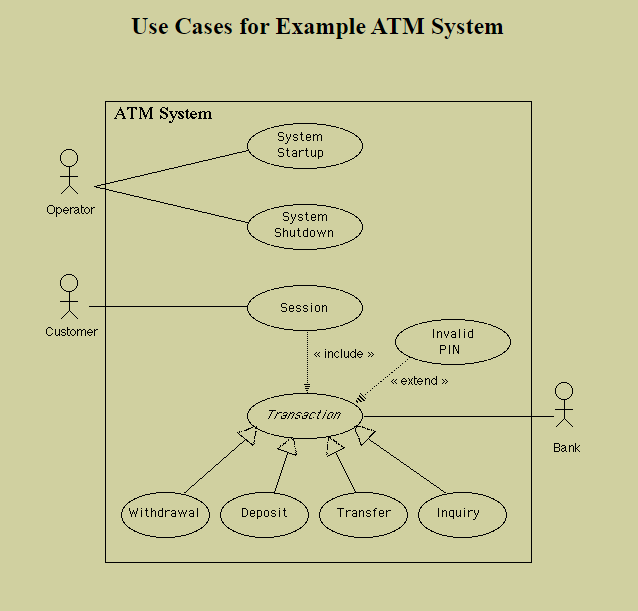 Use Cases for Example ATM System
ATM System
System
Startup
Operator
System
Shutdown
Customer
Session
Invalid
PIN
« include »
« extend »
Transaction
Bank
Withdrawal
Deposit
Transfer
Inquiry